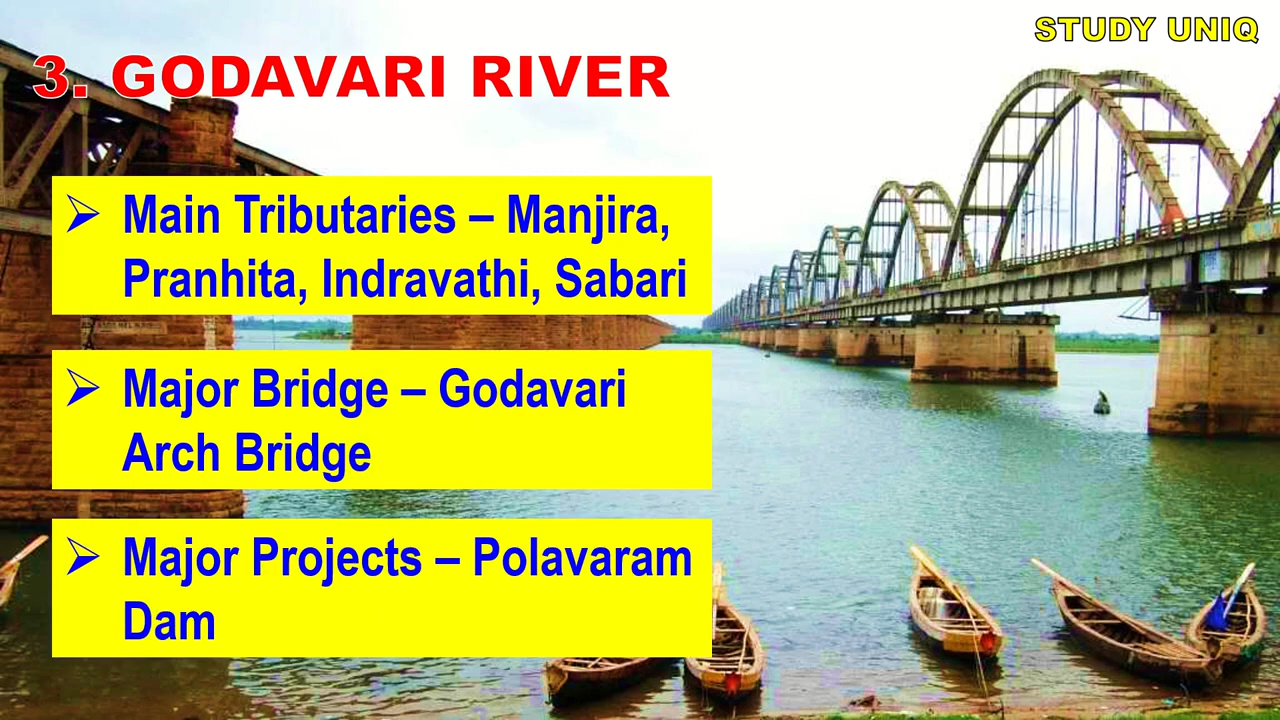 STUDY UNIQ
3. GODAVARI RIVER
➢ Main Tributaries – Manjira,
Pranhita, Indravathi, Sabari
➢ Major Bridge – Godavari
Arch Bridge
➢ Major Projects – Polavaram
Dam